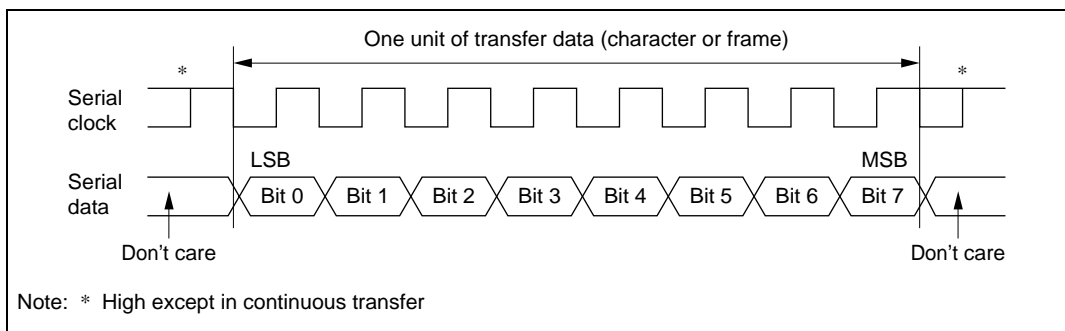 One unit of transfer data (character or frame)
* *
Serial
clock
LSB MSB
Serial
data
Bit 0 Bit 1 Bit 2 Bit 3 Bit 4 Bit 5 Bit 6 Bit 7
Don't care Don't care
Note: * High except in continuous transfer